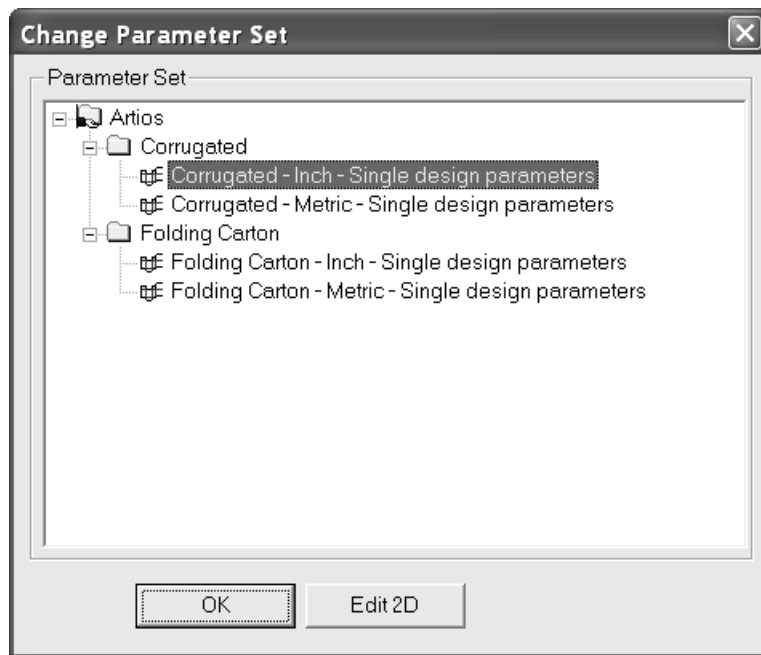 Change Parameter Set
Parameter Set
Artios
Corrugated
Corrugated - Inch - Single design parameters
Corrugated - Metric - Single design parameters
Folding Carton
Folding Carton - Inch - Single design parameters
Folding Carton - Metric - Single design parameters
OK Edit 2D